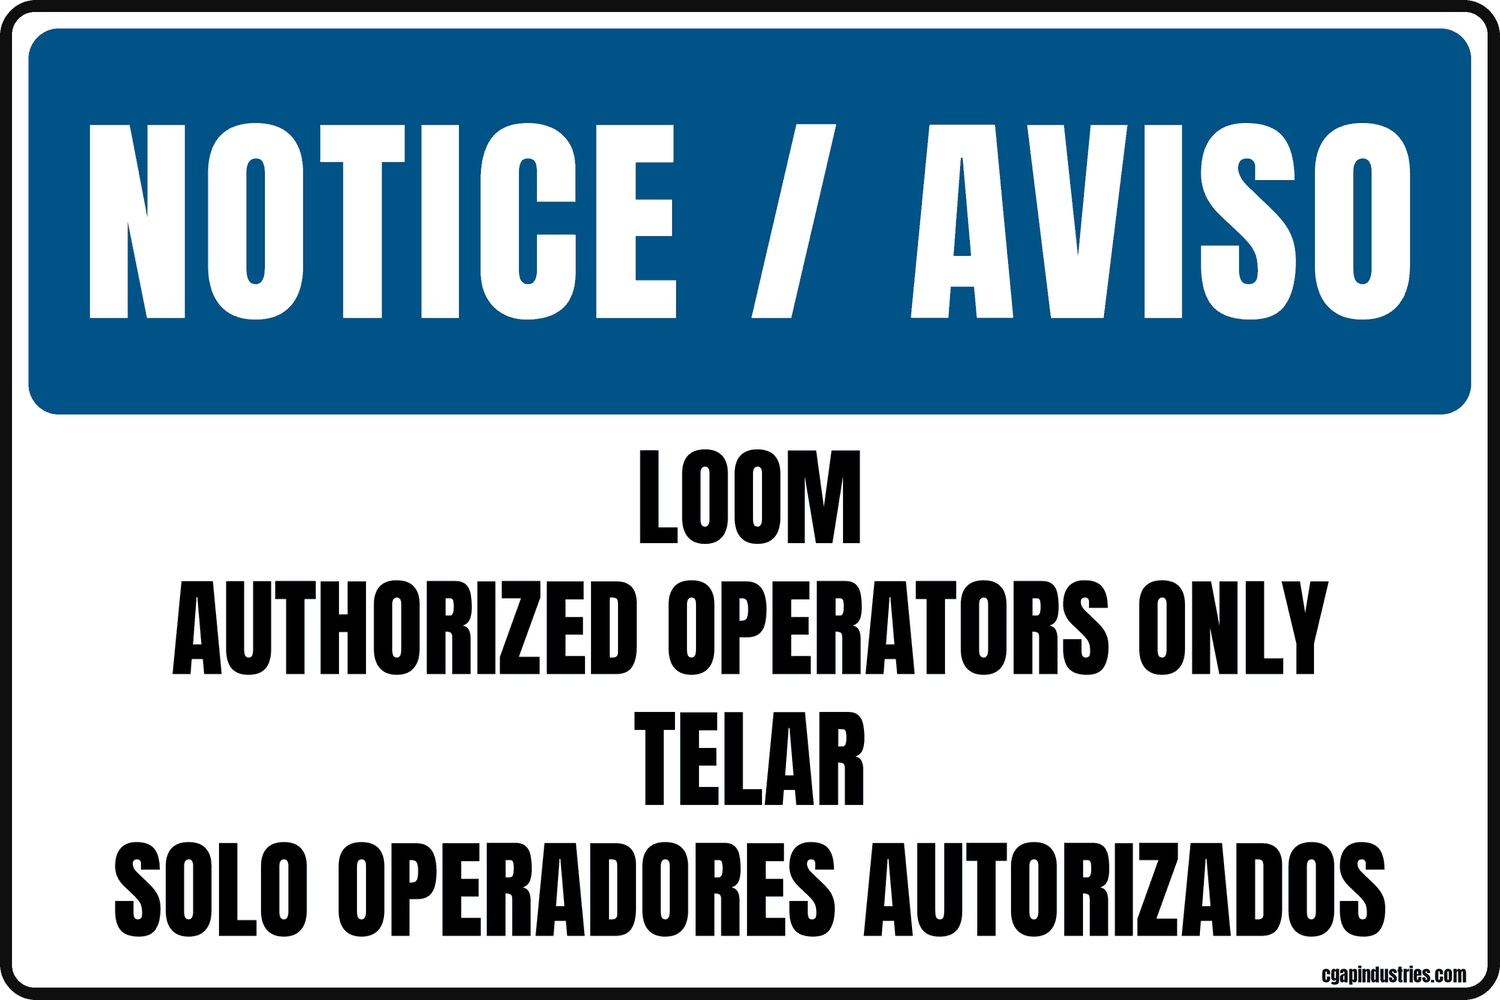 NOTICE / AVISO
LOOM
AUTHORIZED OPERATORS ONLY
TELAR
SOLO OPERADORES AUTORIZADOS
cgapindustries.com